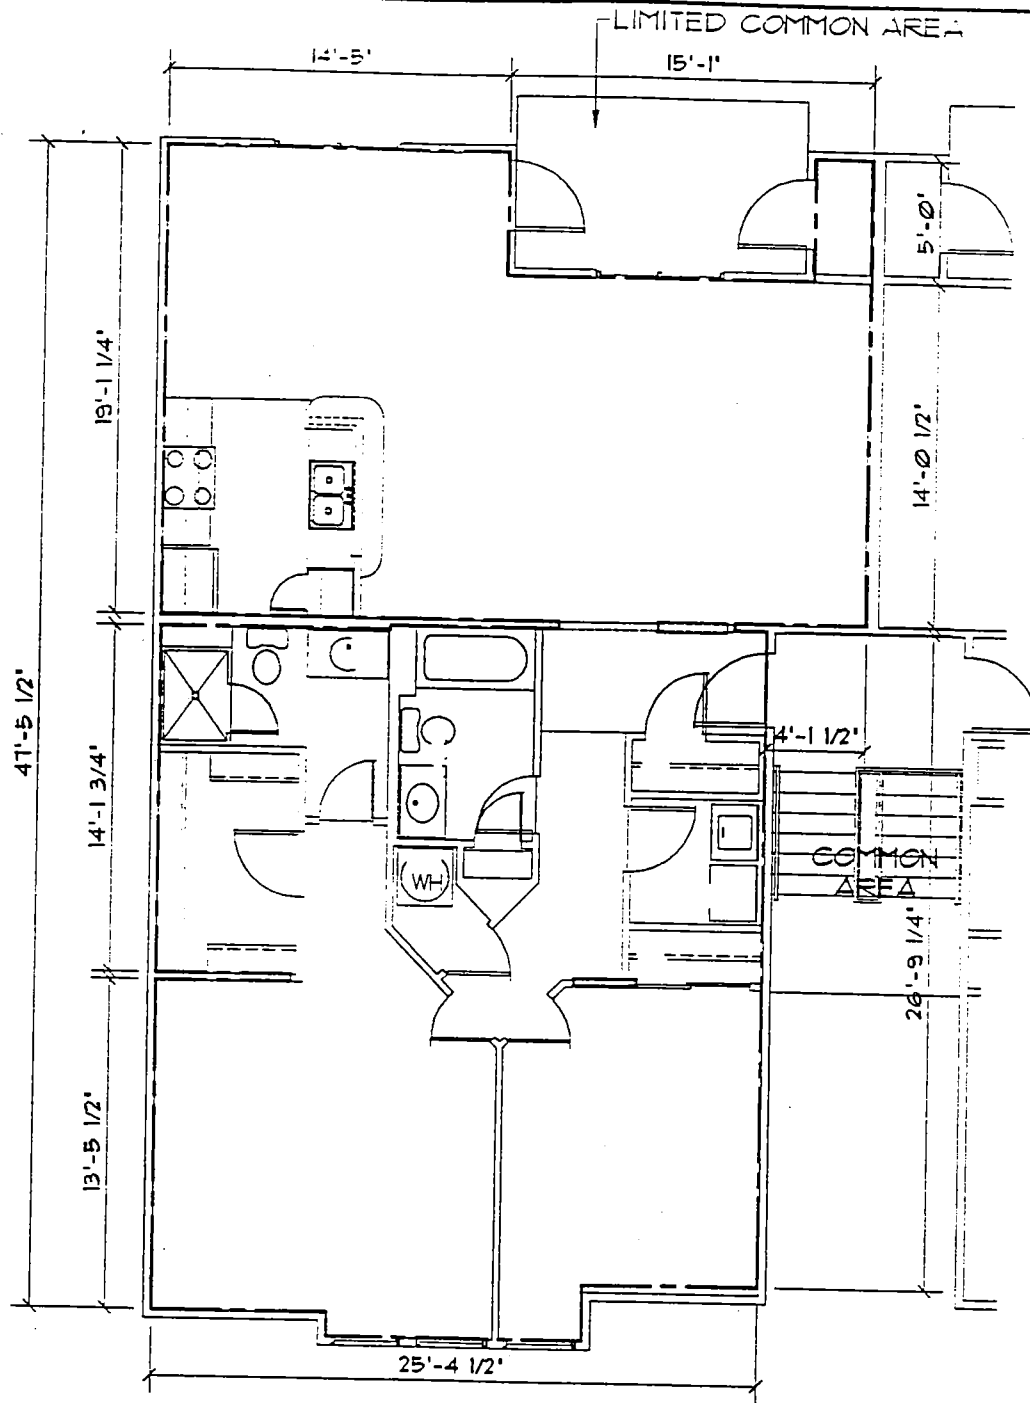 LIMITED COMMON AREA
14'-5"
15'-1"
5'-0"
19'-1 1/4"
14'-0 1/2"
47'-5 1/2"
4'-1 1/2"
14'-1 3/4"
COMMON
AREA
WH
26'-9 1/4"
13'-5 1/2"
25'-4 1/2"